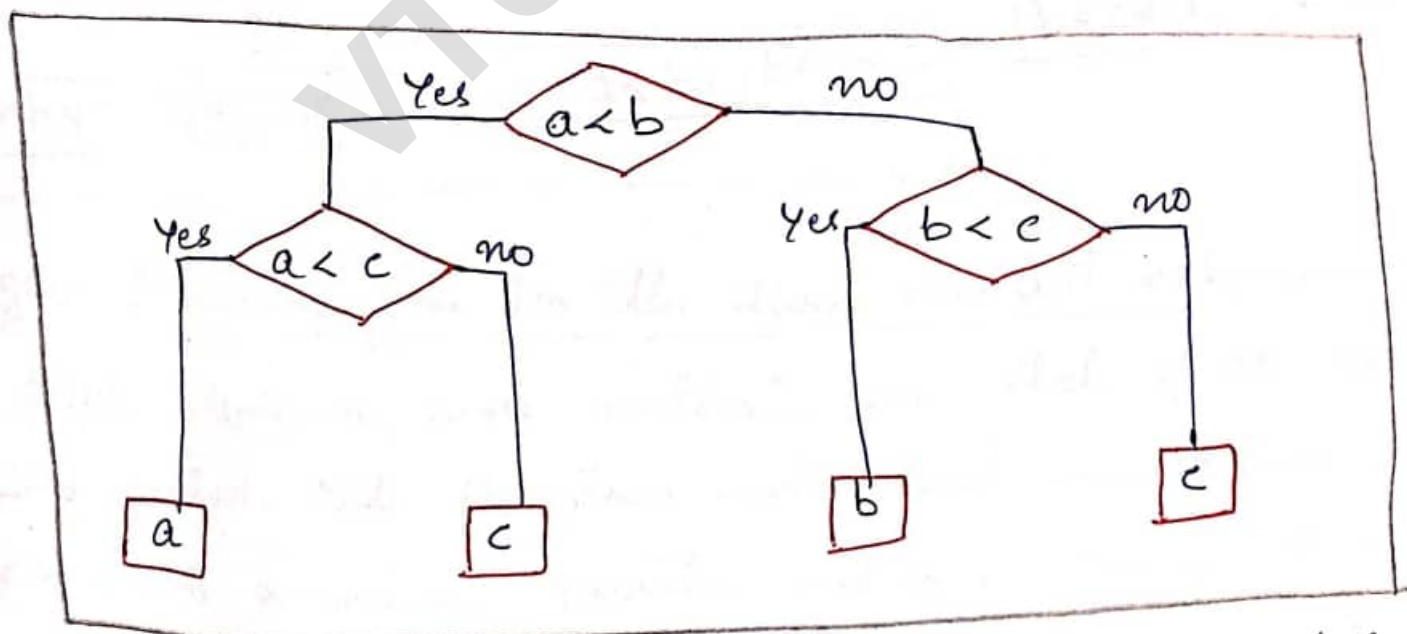 Yes a<b no
Yes a< c no Yes b< c no
a c b c